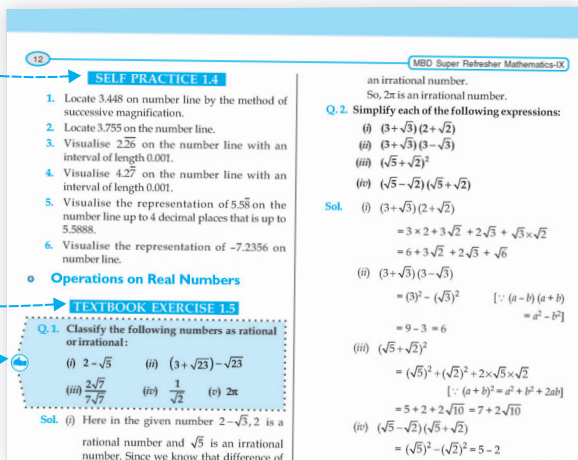 12
MBD Super Refresher Mathematics-IX
SELF PRACTICE 1.4
1. Locate 3.448 on number line by the method of
successive magnification.
2. Locate 3.755 on the number line.
3. Visualise 2.2̅6̅ on the number line with an
interval of length 0.001.
4. Visualise 4.2̅7̅ on the number line with an
interval of length 0.001.
5. Visualise the representation of 5.58̅ on the
number line up to 4 decimal places that is up to
5.5888.
6. Visualise the representation of –7.2356 on
number line.
Operations on Real Numbers
TEXTBOOK EXERCISE 1.5
Q.1. Classify the following numbers as rational
or irrational:
(i) 2 – √5 (ii) (3 + √23) – √23
(iii) 2√7/7√7 (iv) 1/√2 (v) 2π
Sol. (i) Here in the given number 2 – √3, 2 is a
rational number and √5 is an irrational
number. Since we know that difference of
an irrational number.
So, 2π is an irrational number.
Q.2. Simplify each of the following expressions:
(i) (3+√3)(2+√2)
(ii) (3+√3)(3–√3)
(iii) (√5+√2)²
(iv) (√5–√2)(√5+√2)
Sol. (i) (3+√3)(2+√2)
= 3 × 2 + 3√2 + 2√3 + √3×√2
= 6 + 3√2 + 2√3 + √6
(ii) (3+√3)(3–√3)
= (3)² – (√3)² [∵ (a – b) (a + b)
= a² – b²]
= 9 – 3 = 6
(iii) (√5+√2)²
= (√5)² + (√2)² + 2×√5×√2
[∵ (a + b)² = a² + b² + 2ab]
= 5 + 2 + 2√10 = 7 + 2√10
(iv) (√5–√2)(√5+√2)
= (√5)² – (√2)² = 5 – 2